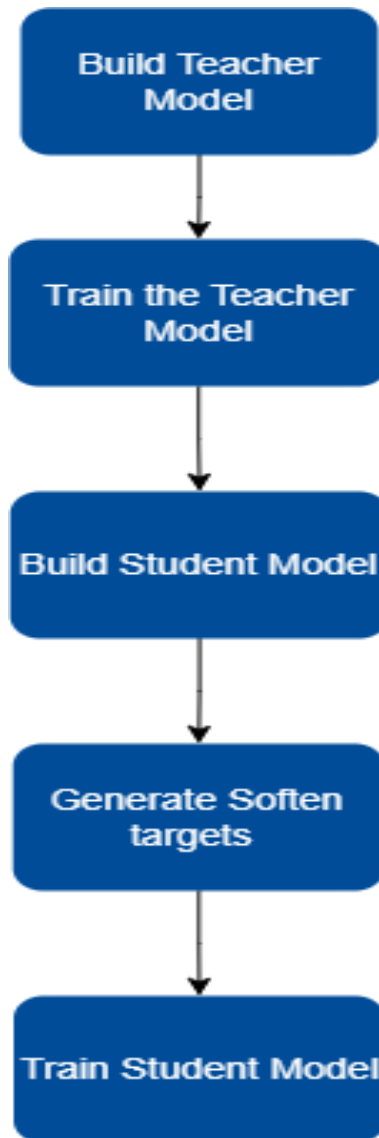 Build Teacher
Model
Train the Teacher
Model
Build Student Model
Generate Soften
targets
Train Student Model